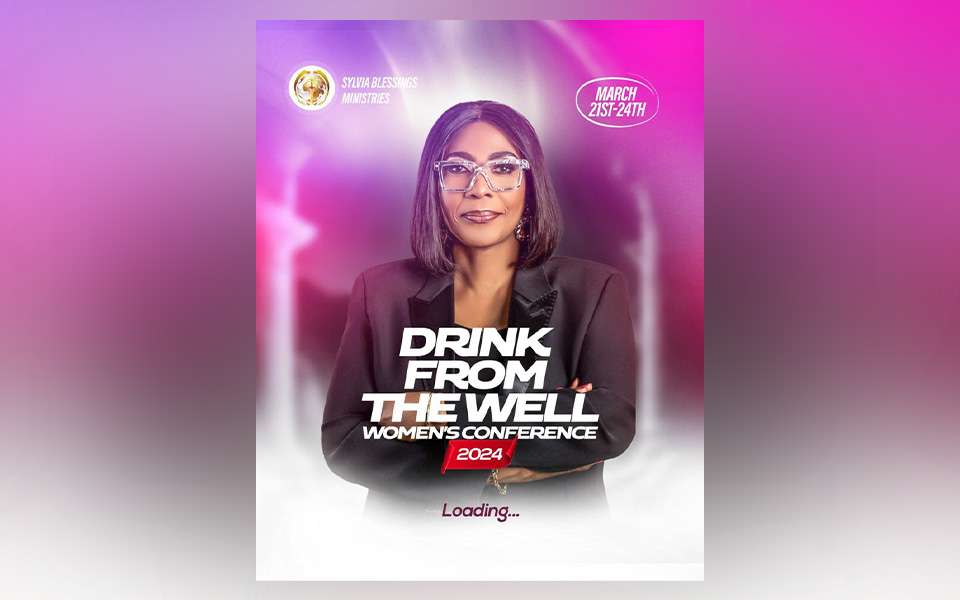 SYLVIA BLESSINGS
MINISTRIES
MARCH
21ST-24TH
DRINK
FROM
THE WELL
WOMEN'S CONFERENCE
2024
Loading...